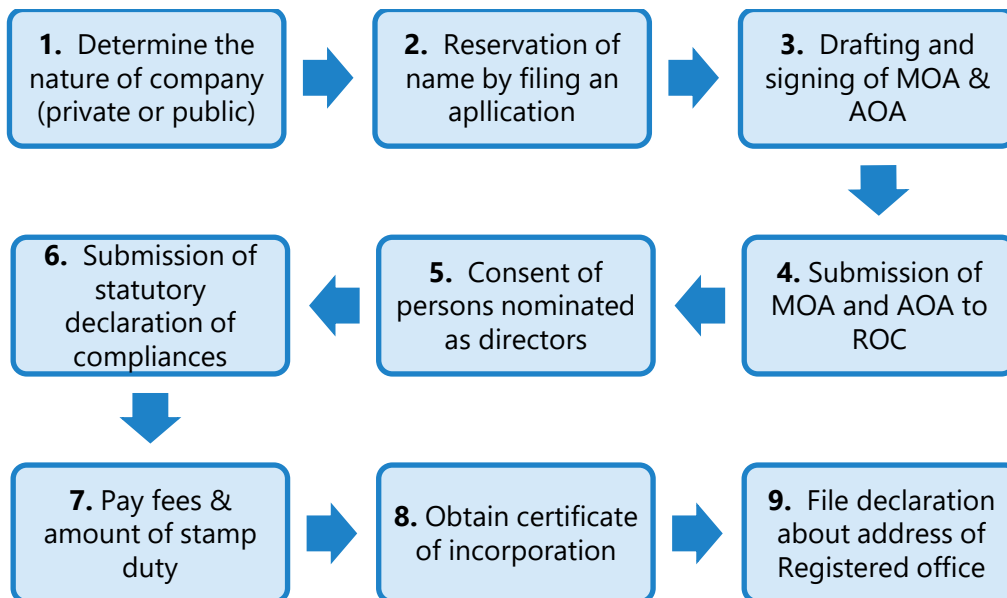 1. Determine the
nature of company
(private or public)
2. Reservation of
name by filing an
apllication
3. Drafting and
signing of MOA &
AOA
4. Submission of
MOA and AOA to
ROC
5. Consent of
persons nominated
as directors
6. Submission of
statutory
declaration of
compliances
7. Pay fees &
amount of stamp
duty
8. Obtain certificate
of incorporation
9. File declaration
about address of
Registered office